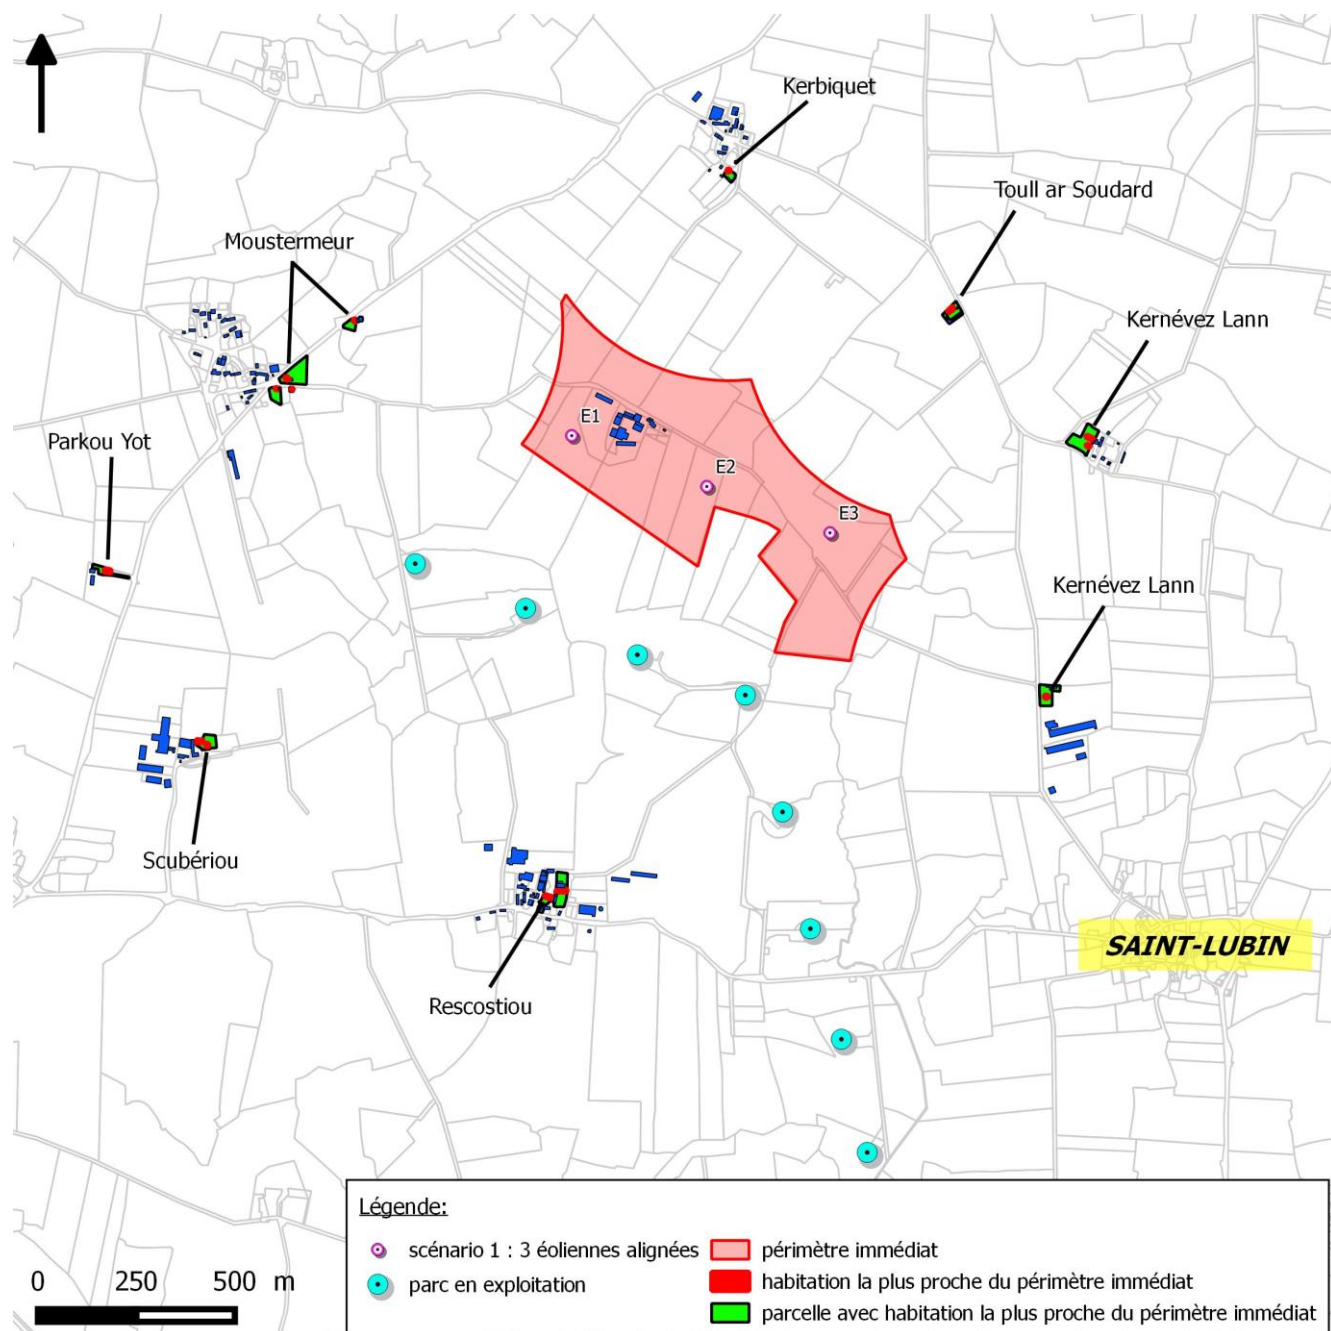 Kerbiquet
Toull ar Soudard
Moustermeur
Kernévez Lann
E1
Parkou Yot
E2
E3
Kernévez Lann
Scubériou
SAINT-LUBIN
Rescostiou
Légende:
scénario 1 : 3 éoliennes alignées
périmètre immédiat
parc en exploitation
habitation la plus proche du périmètre immédiat
parcelle avec habitation la plus proche du périmètre immédiat
0 250 500 m